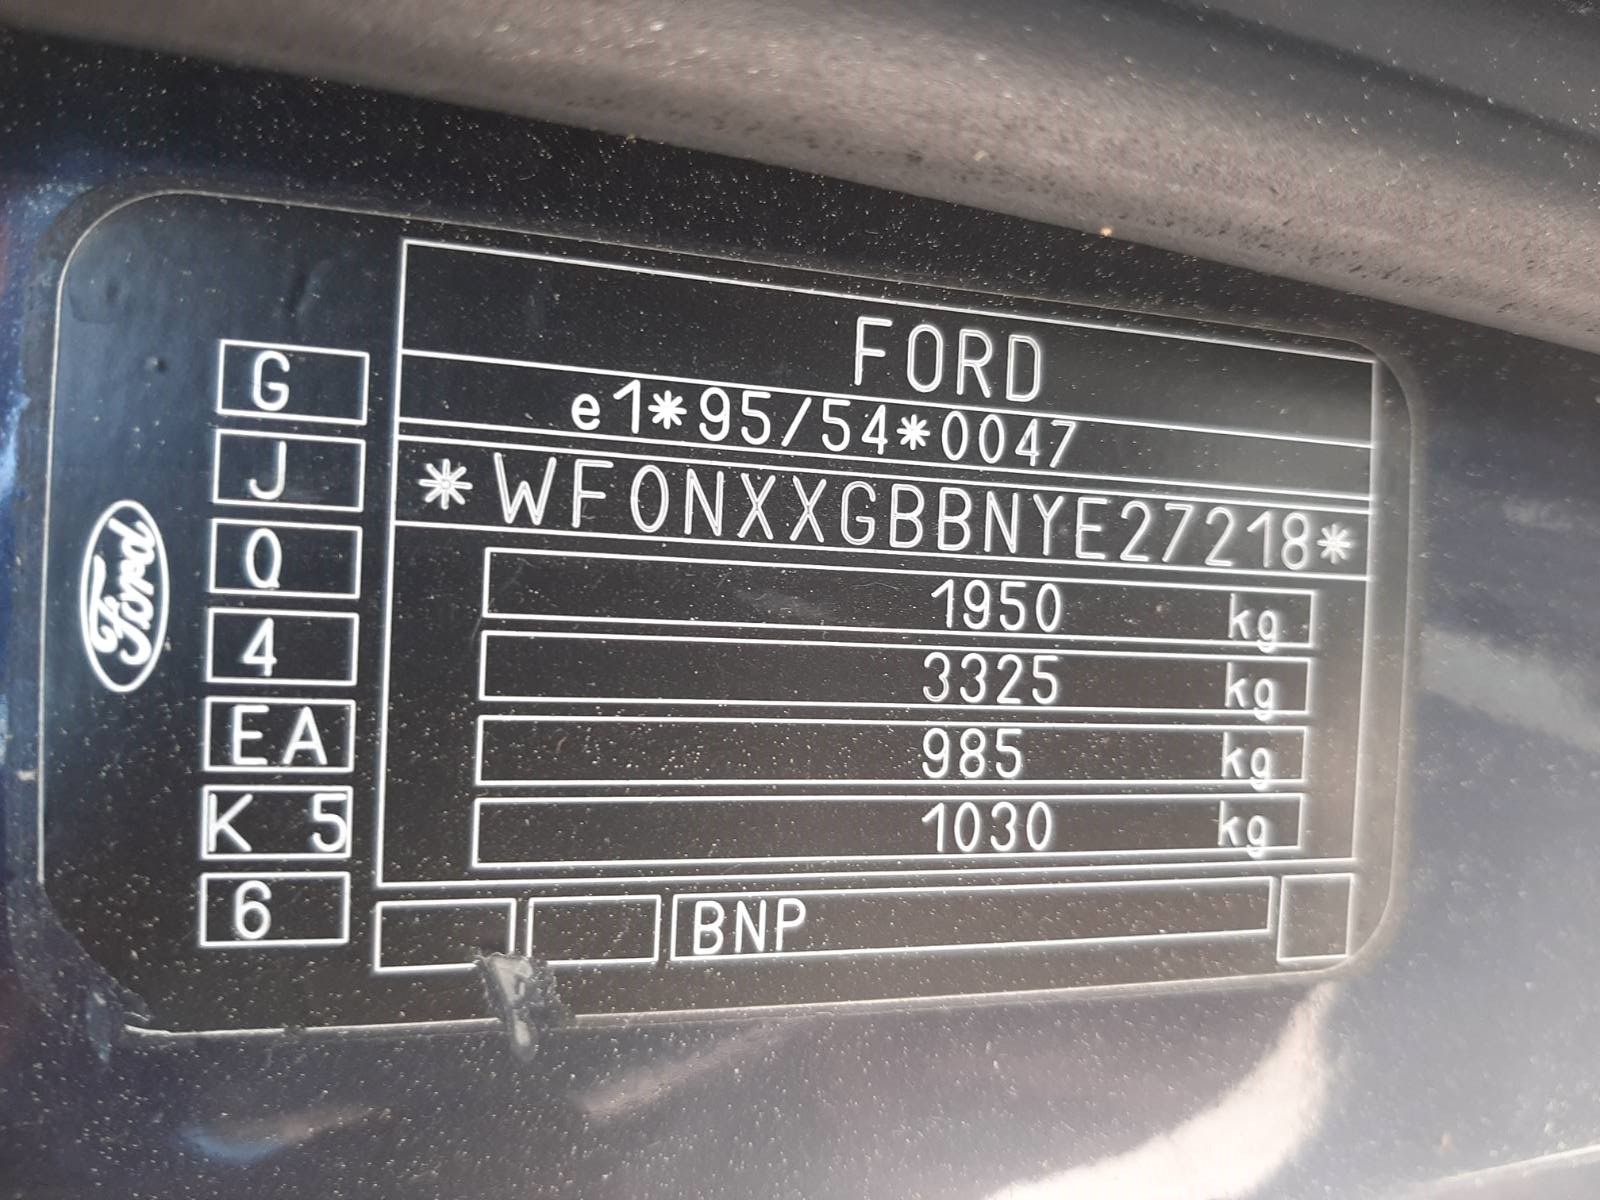 FORD
e1*95/54*0047
*WF0NXXGBBNYE27218*
1950 kg
3325 kg
985 kg
1030 kg
BNP
G
J
Q
4
EA
K 5
6
Ford